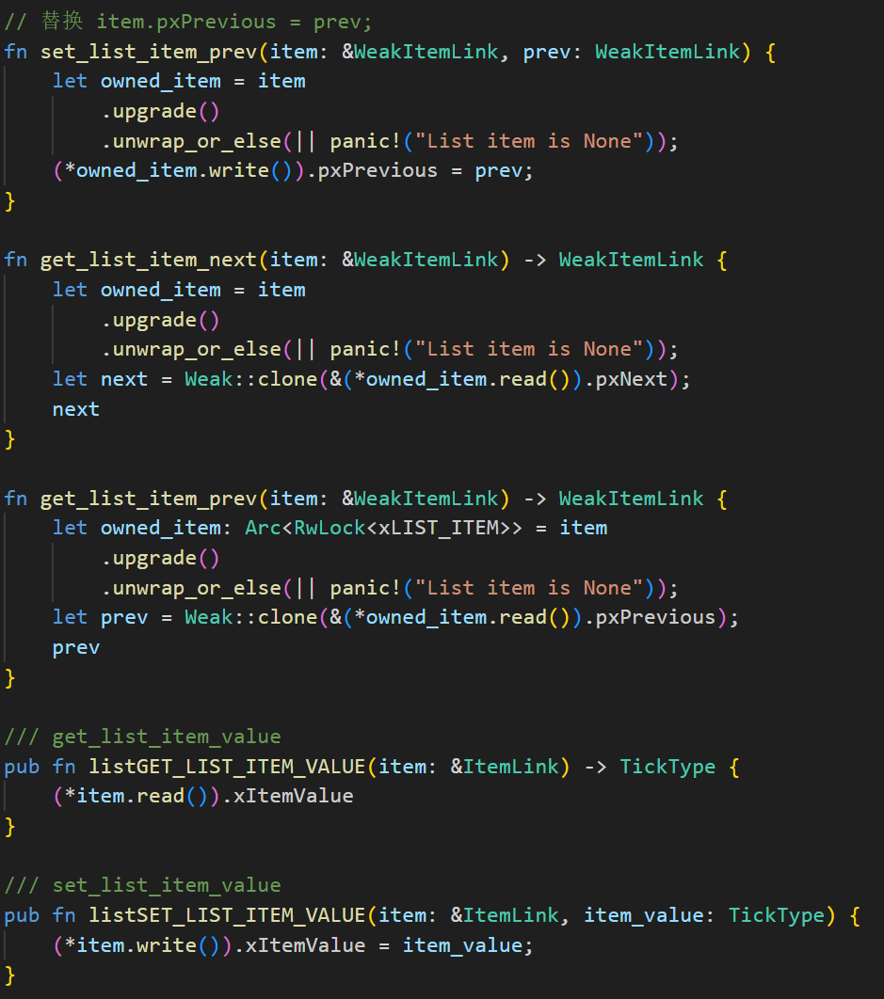 // 替换 item.pxPrevious = prev;
fn set_list_item_prev(item: &WeakItemLink, prev: WeakItemLink) {
    let owned_item = item
        .upgrade()
        .unwrap_or_else(|| panic!("List item is None"));
    (*owned_item.write()).pxPrevious = prev;
}

fn get_list_item_next(item: &WeakItemLink) -> WeakItemLink {
    let owned_item = item
        .upgrade()
        .unwrap_or_else(|| panic!("List item is None"));
    let next = Weak::clone(&(*owned_item.read()).pxNext);
    next
}

fn get_list_item_prev(item: &WeakItemLink) -> WeakItemLink {
    let owned_item: Arc<RwLock<xLIST_ITEM>> = item
        .upgrade()
        .unwrap_or_else(|| panic!("List item is None"));
    let prev = Weak::clone(&(*owned_item.read()).pxPrevious);
    prev
}

/// get_list_item_value
pub fn listGET_LIST_ITEM_VALUE(item: &ItemLink) -> TickType {
    (*item.read()).xItemValue
}

/// set_list_item_value
pub fn listSET_LIST_ITEM_VALUE(item: &ItemLink, item_value: TickType) {
    (*item.write()).xItemValue = item_value;
}